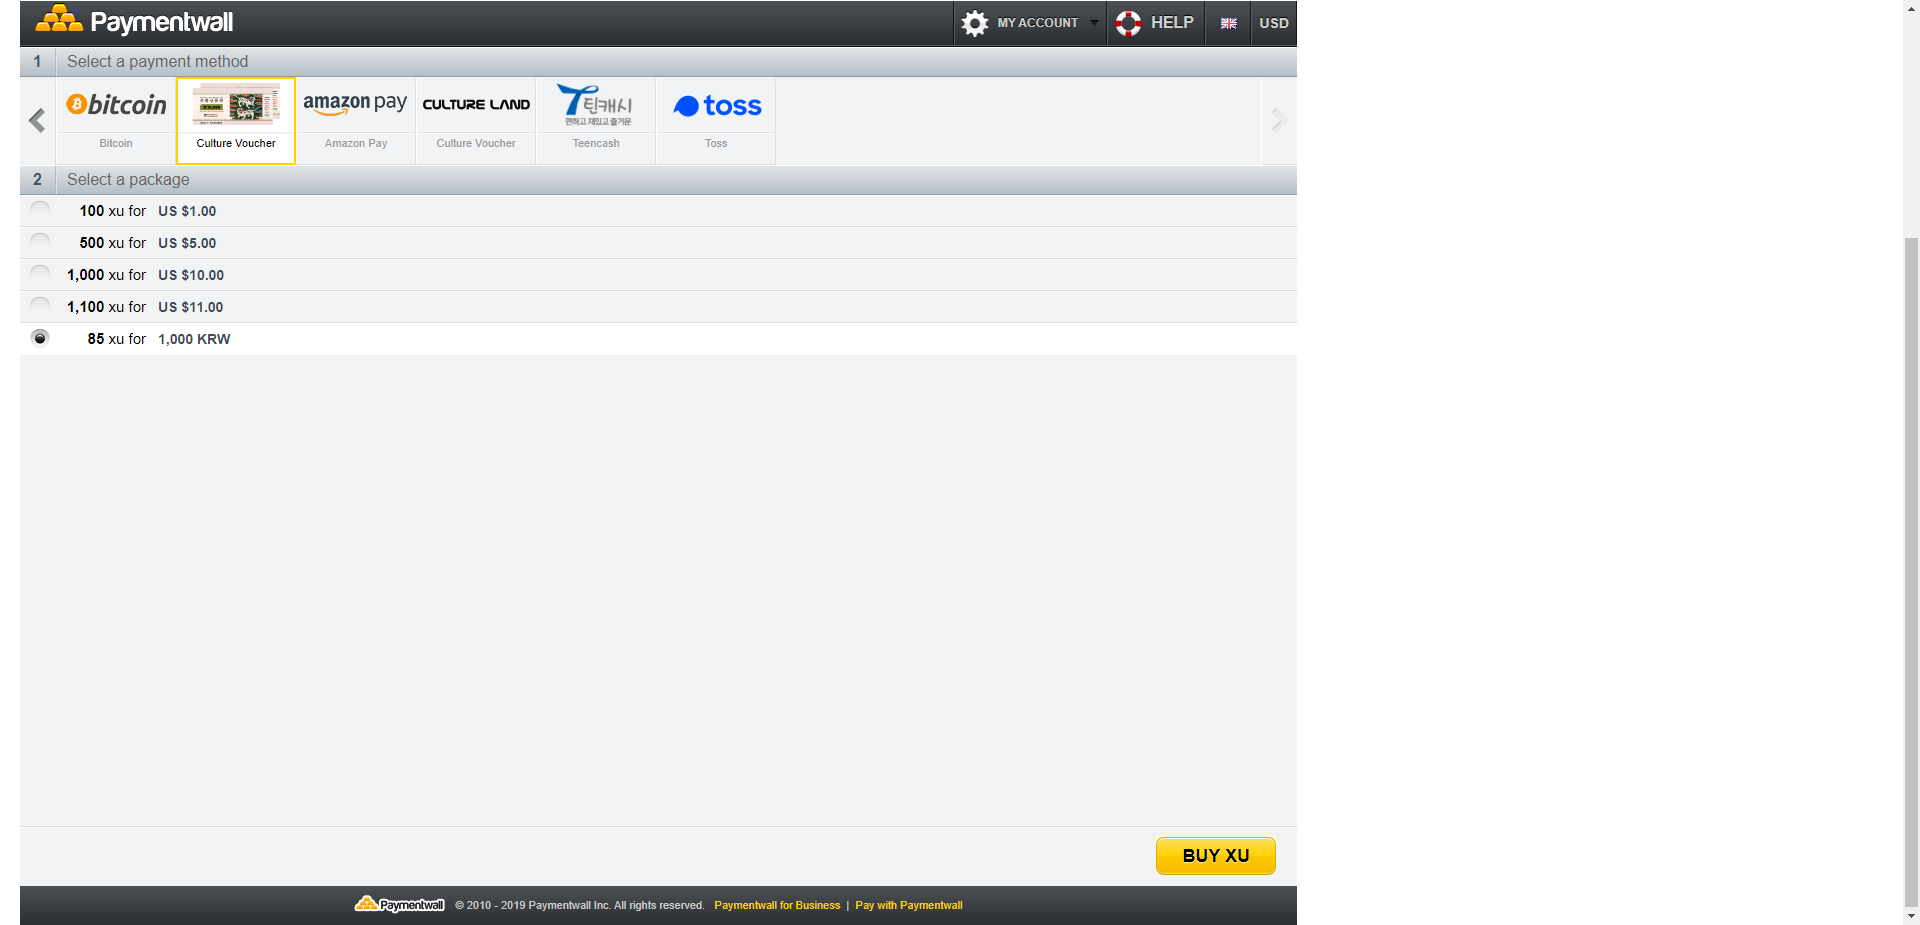 Paymentwall
MY ACCOUNT
HELP
USD
1 Select a payment method
bitcoin
amazon pay
CULTURE LAND
틴캐시
편하고 재밌고 즐거운
toss
Bitcoin
Culture Voucher
Amazon Pay
Culture Voucher
Teencash
Toss
2 Select a package
100 xu for US $1.00
500 xu for US $5.00
1,000 xu for US $10.00
1,100 xu for US $11.00
85 xu for 1,000 KRW
BUY XU
Paymentwall © 2010 - 2019 Paymentwall Inc. All rights reserved. Paymentwall for Business | Pay with Paymentwall